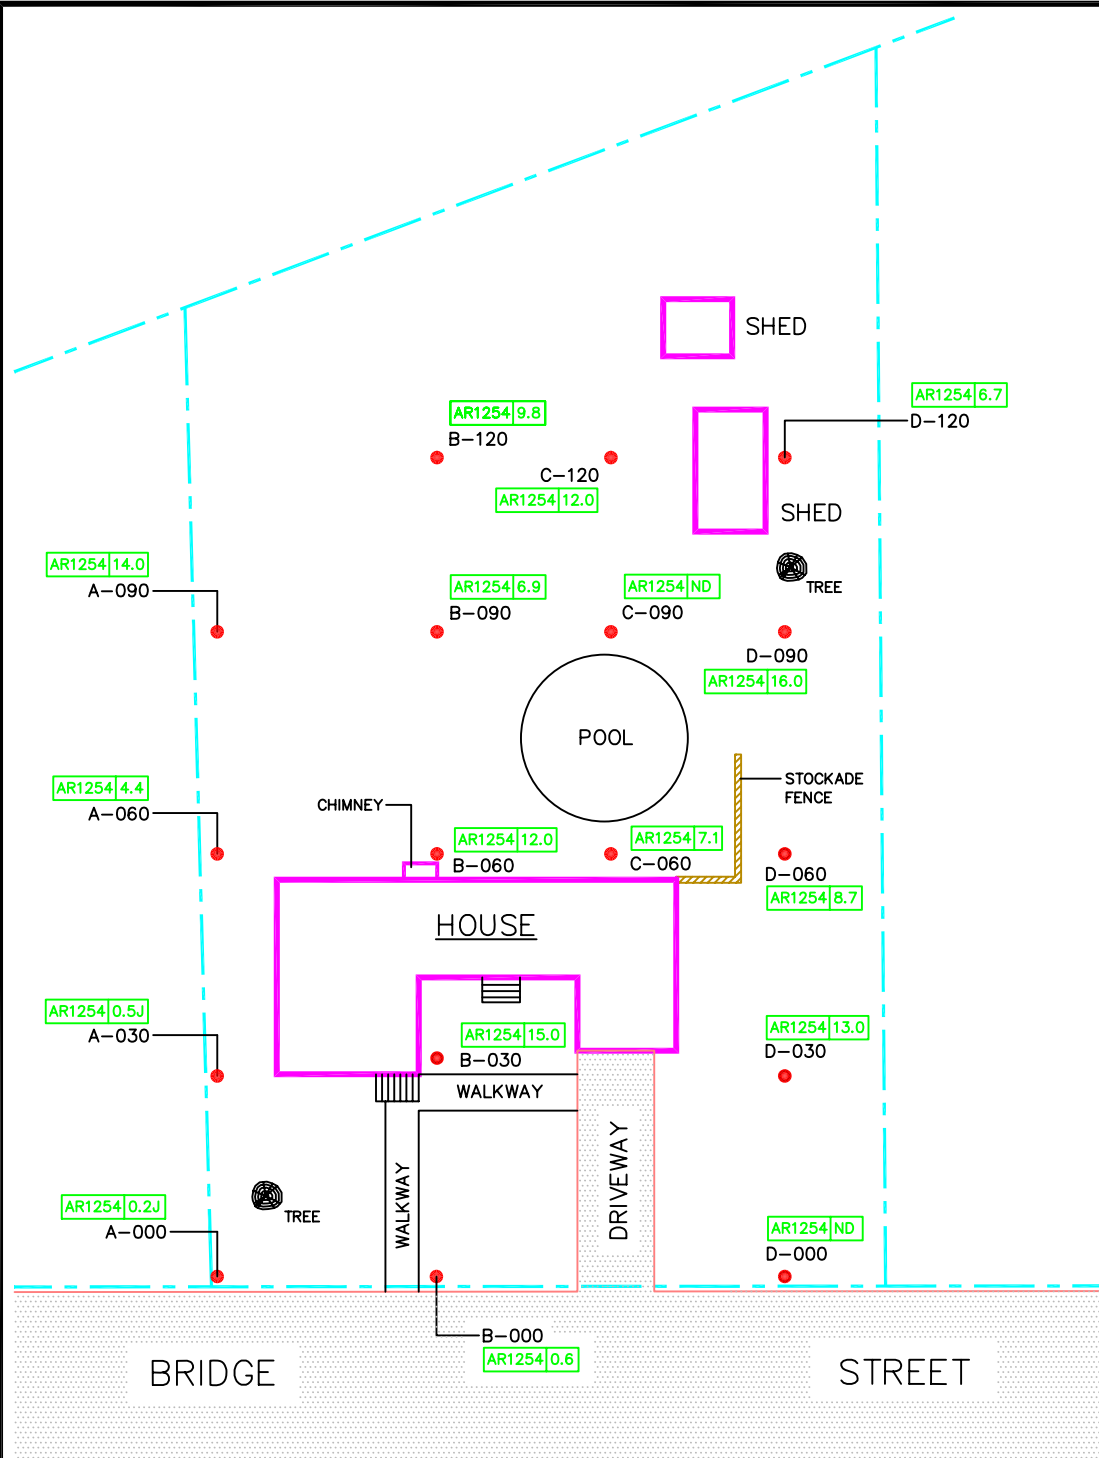 SHED
AR1254 6.7
D-120
AR1254 9.8
B-120
C-120
AR1254 12.0
SHED
AR1254 14.0
A-090
AR1254 6.9
B-090
AR1254 ND
C-090
TREE
D-090
AR1254 16.0
POOL
STOCKADE
FENCE
AR1254 4.4
A-060
CHIMNEY
AR1254 12.0
B-060
AR1254 7.1
C-060
D-060
AR1254 8.7
HOUSE
AR1254 0.5J
A-030
AR1254 15.0
B-030
AR1254 13.0
D-030
WALKWAY
WALKWAY
DRIVEWAY
AR1254 0.2J
A-000
TREE
AR1254 ND
D-000
B-000
AR1254 0.6
BRIDGE STREET